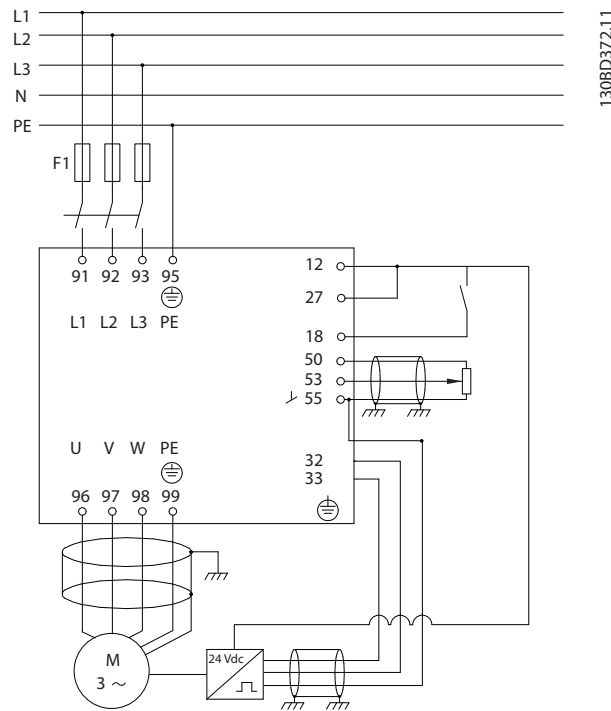 L1
L2
L3
N
PE
F1
91 92 93 95
L1 L2 L3 PE
12
27
18
50
53
55
U V W PE
32
33
96 97 98 99
M
3 ~
24 Vdc
130BD372.11